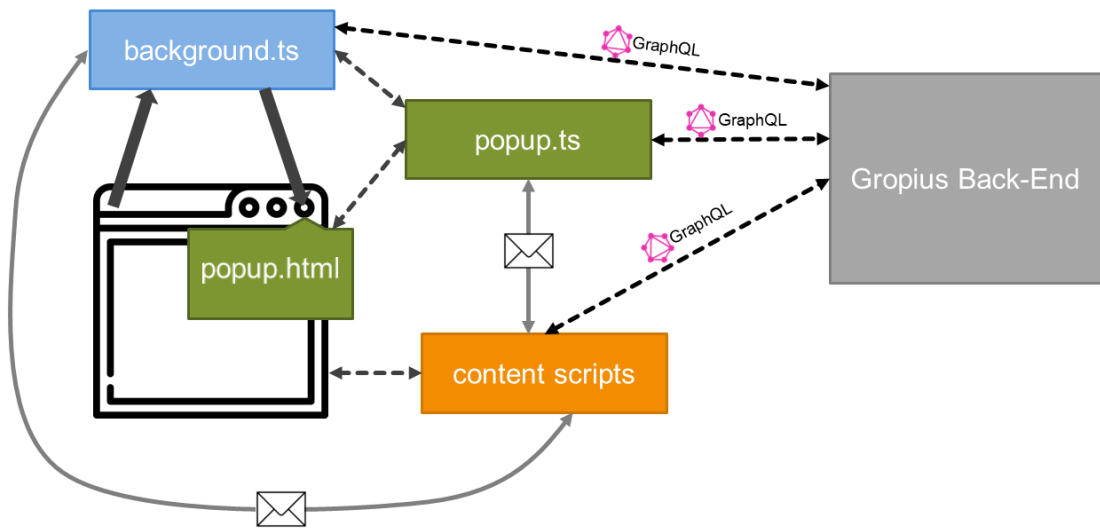 background.ts
GraphQL
popup.ts
GraphQL
Gropius Back-End
GraphQL
popup.html
content scripts